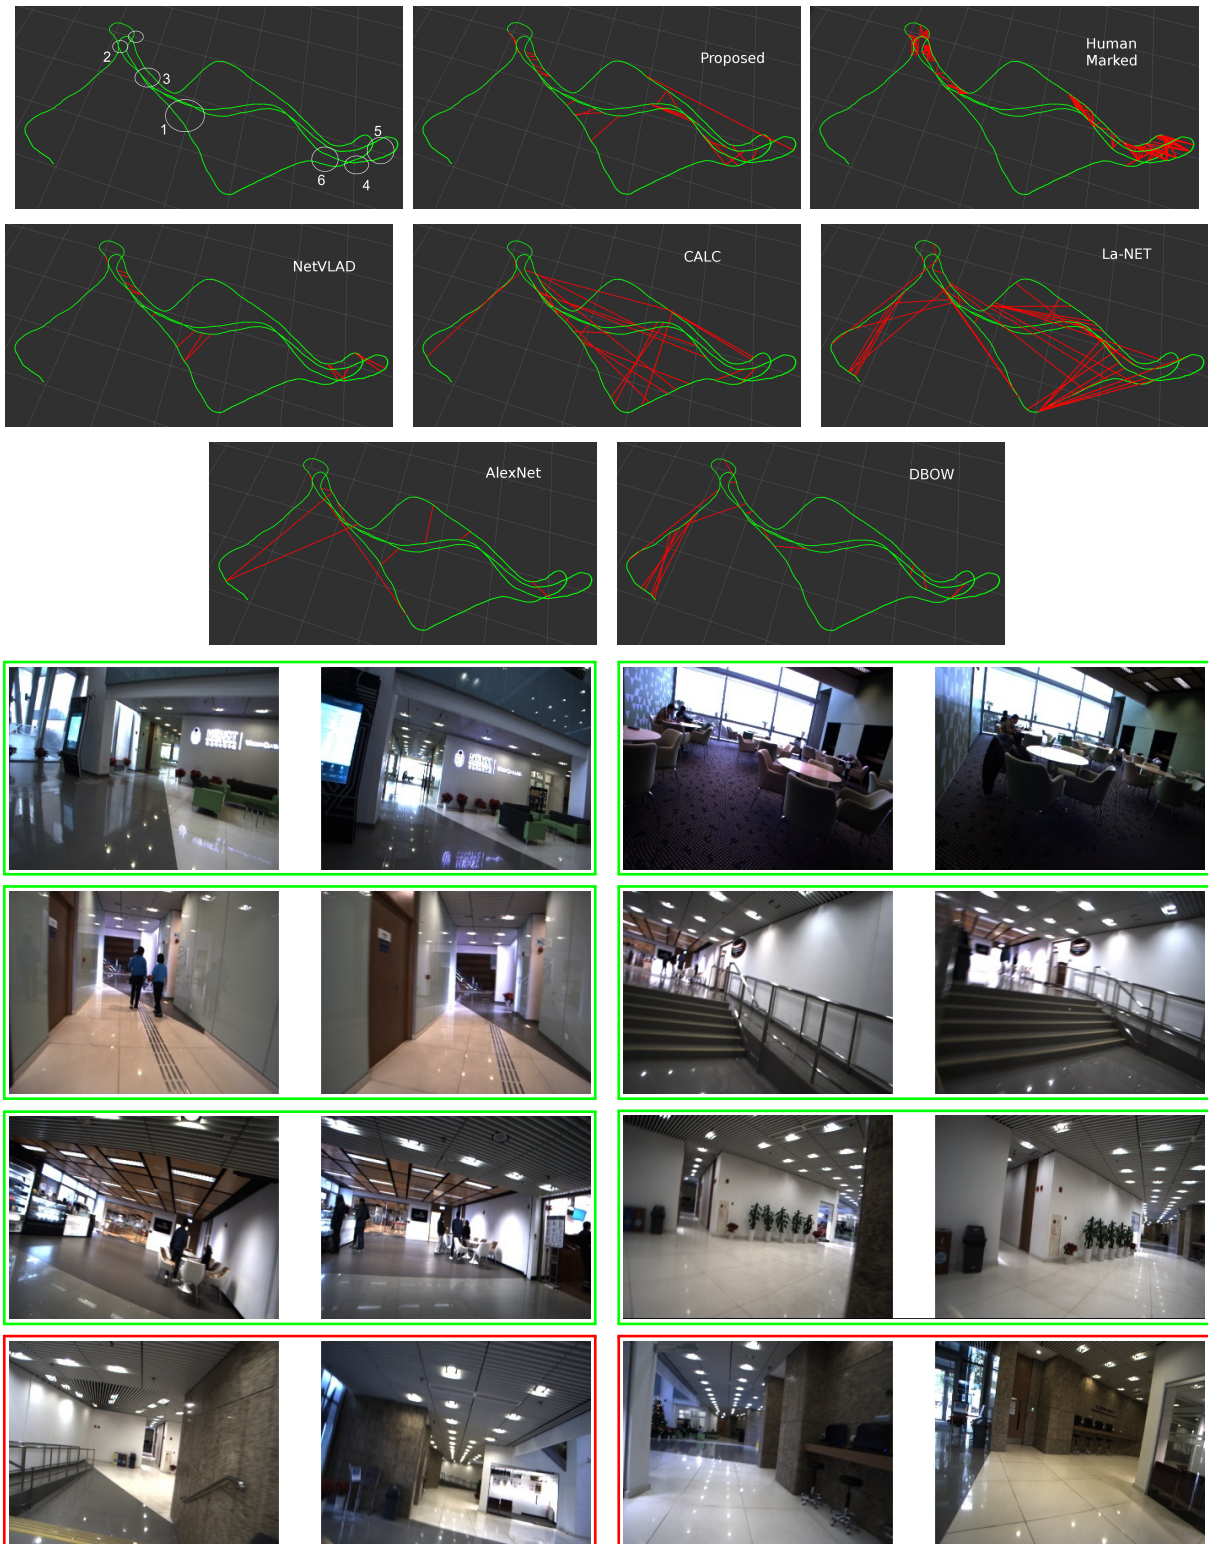 2
3
1
5
6
4
Proposed
Human
Marked
NetVLAD
CALC
La-NET
AlexNet
DBOW